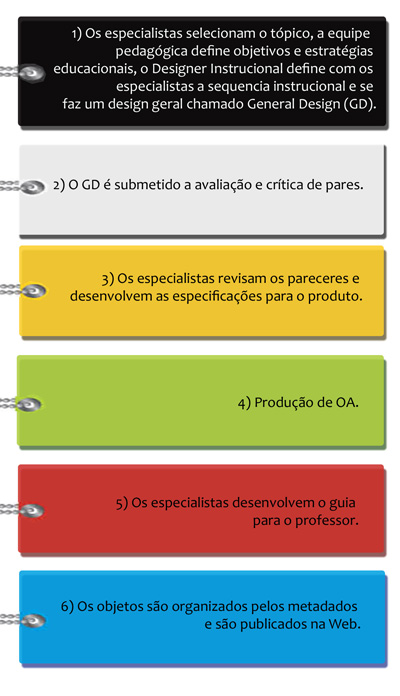 1) Os especialistas selecionam o tópico, a equipe
pedagógica define objetivos e estratégias
educacionais, o Designer Instrucional define com os
especialistas a sequencia instrucional e se
faz um design geral chamado General Design (GD).
2) O GD é submetido a avaliação e crítica de pares.
3) Os especialistas revisam os pareceres e
desenvolvem as especificações para o produto.
4) Produção de OA.
5) Os especialistas desenvolvem o guia
para o professor.
6) Os objetos são organizados pelos metadados
e são publicados na Web.